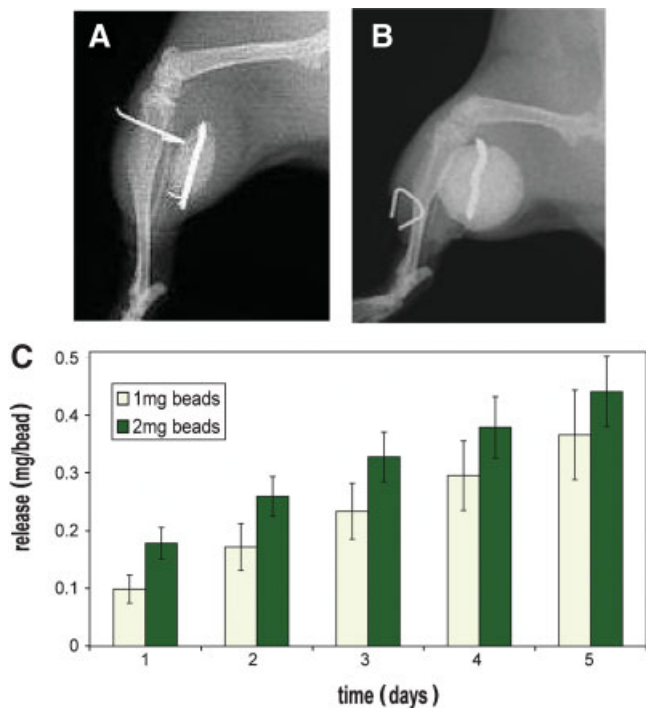 A
B
C
0.5
0.4
0.3
0.2
0.1
0
release (mg/bead)
1mg beads
2mg beads
1 2 3 4 5
time (days)